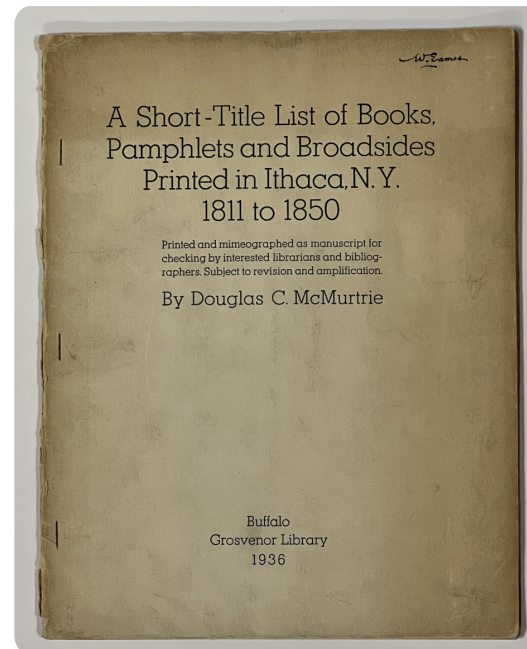 W. Eames
A Short-Title List of Books,
Pamphlets and Broadsides
Printed in Ithaca, N.Y.
1811 to 1850
Printed and mimeographed as manuscript for
checking by interested librarians and bibliog-
raphers. Subject to revision and amplification.
By Douglas C. McMurtrie
Buffalo
Grosvenor Library
1936